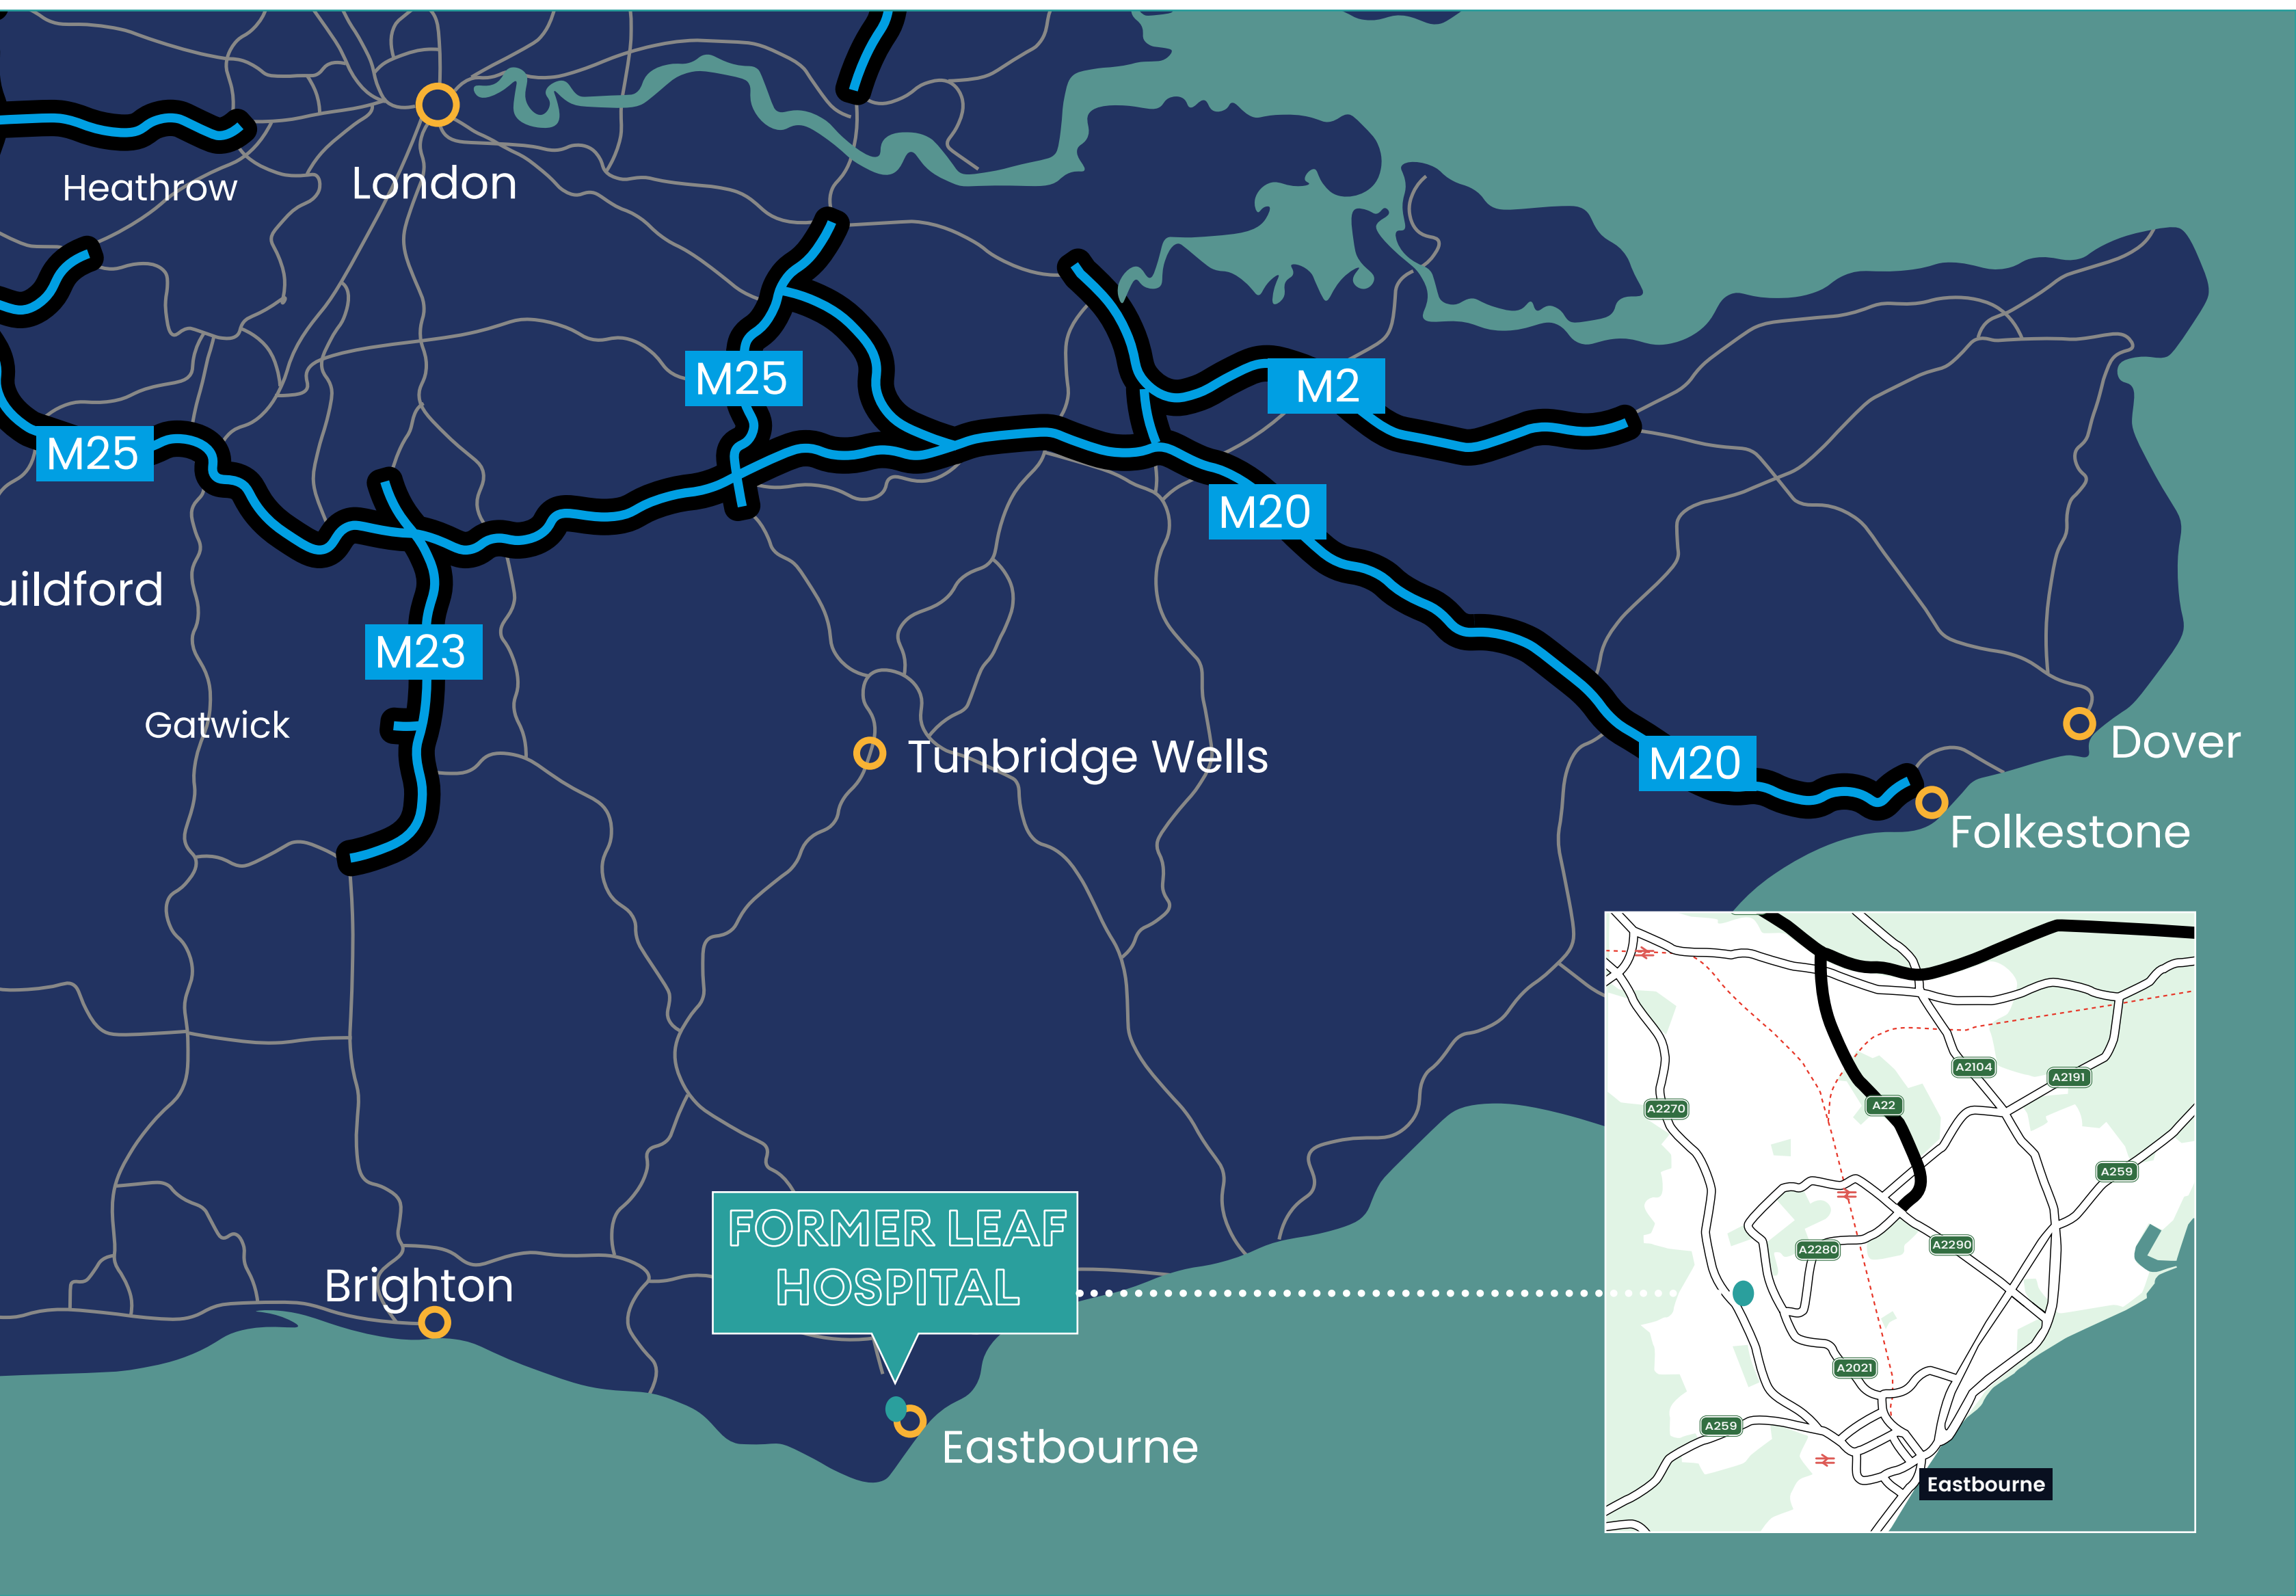 Heathrow
London
M25
M2
M25
M20
uildford
M23
Gatwick
Tunbridge Wells
Dover
M20
Folkestone
A2104
A2191
A2270
A22
A259
FORMER LEAF
HOSPITAL
A2280
A2290
Brighton
A2021
A259
Eastbourne
Eastbourne